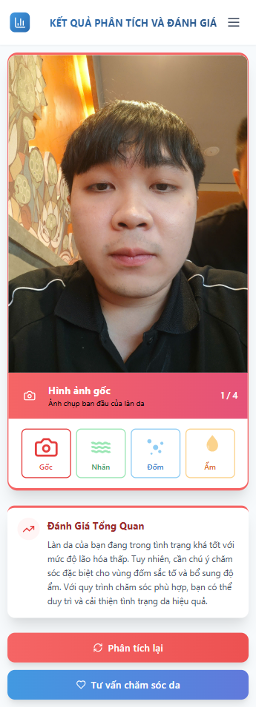 KẾT QUẢ PHÂN TÍCH VÀ ĐÁNH GIÁ
Hình ảnh gốc
1 / 4
Ảnh chụp ban đầu của làn da
Gốc
Nhăn
Đốm
Ẩm
Đánh Giá Tổng Quan
Làn da của bạn đang trong tình trạng khá tốt với
mức độ lão hóa thấp. Tuy nhiên, cần chú ý chăm
sóc đặc biệt cho vùng đốm sắc tố và bổ sung độ
ẩm. Với quy trình chăm sóc phù hợp, bạn có thể
duy trì và cải thiện tình trạng da hiệu quả.
Phân tích lại
Tư vấn chăm sóc da